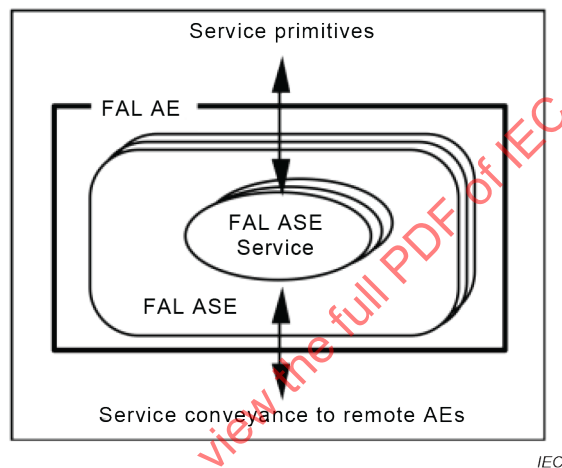 Service primitives
FAL AE
FAL ASE
Service
FAL ASE
Service conveyance to remote AEs
view the full PDF of IEC
IEC